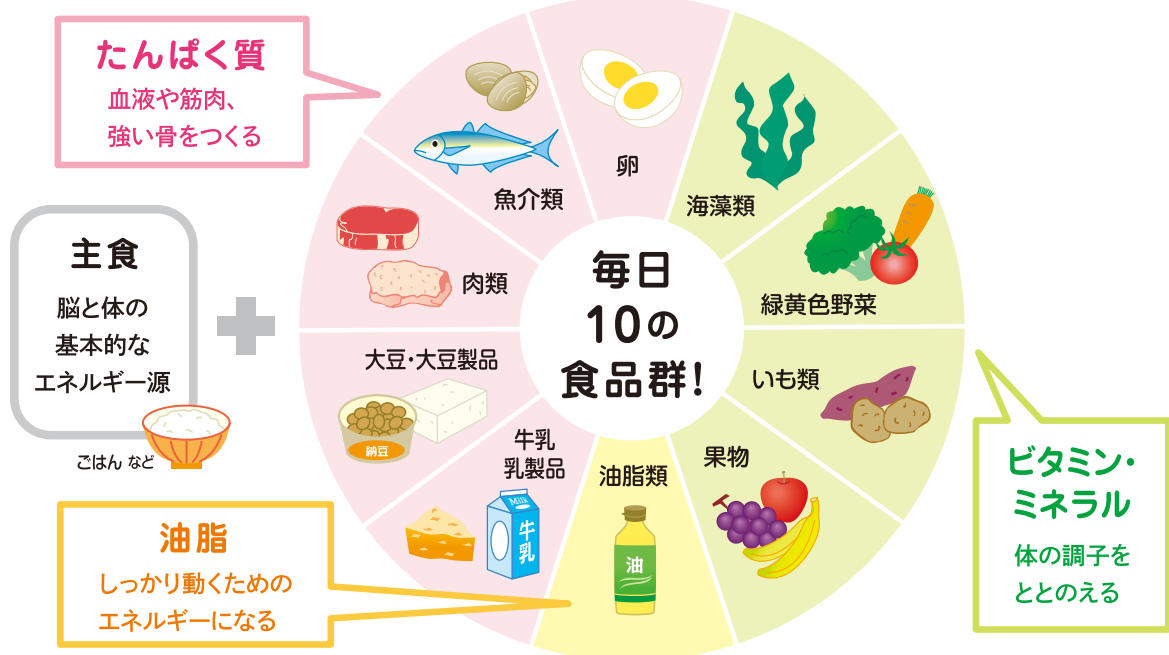 たんぱく質
血液や筋肉、
強い骨をつくる
主食
脳と体の
基本的な
エネルギー源
ごはん など
油脂
しっかり動くための
エネルギーになる
毎日
10の
食品群!
卵
海藻類
緑黄色野菜
いも類
果物
油脂類
油
牛乳
乳製品
Milk
牛乳
大豆・大豆製品
納豆
肉類
魚介類
ビタミン・
ミネラル
体の調子を
ととのえる